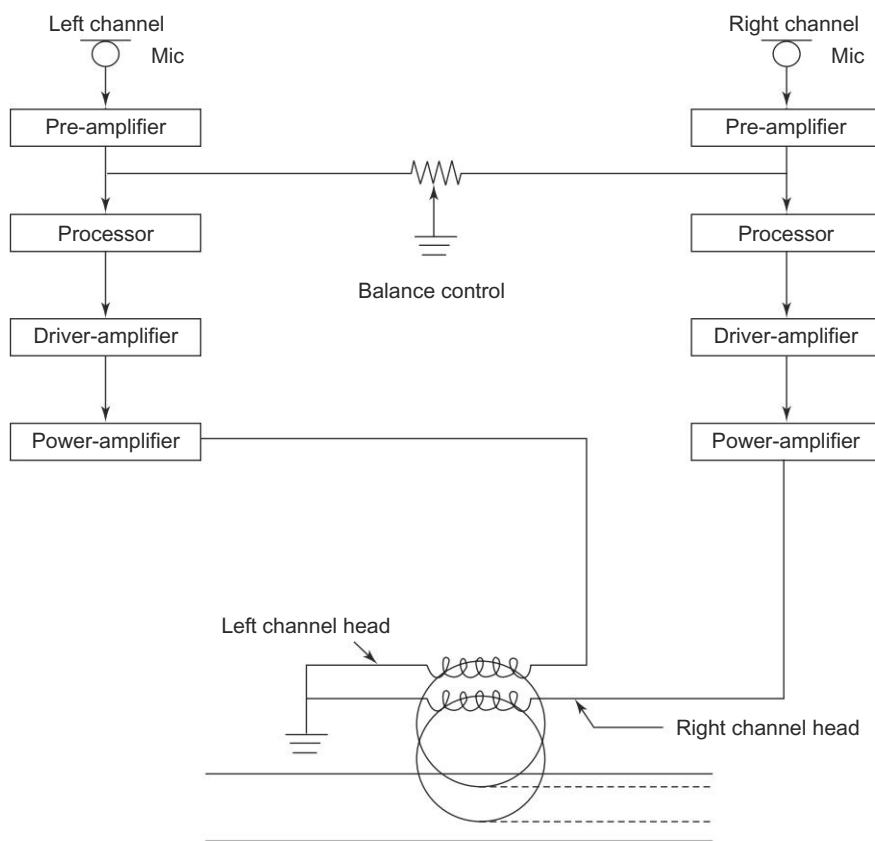 Left channel
Right channel
Mic
Mic
Pre-amplifier
Pre-amplifier
Processor
Processor
Balance control
Driver-amplifier
Driver-amplifier
Power-amplifier
Power-amplifier
Left channel head
Right channel head